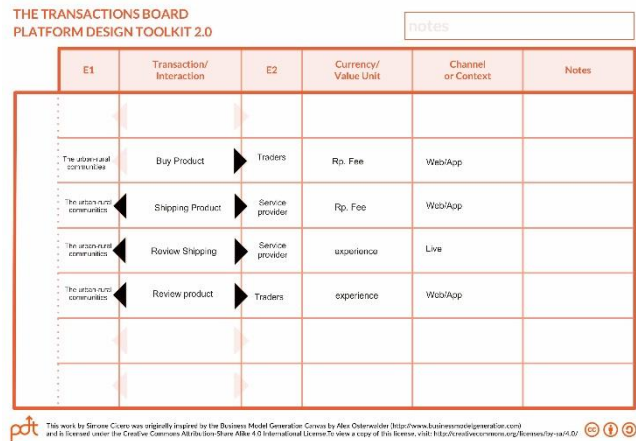 THE TRANSACTIONS BOARD
PLATFORM DESIGN TOOLKIT 2.0
notes
E1
Transaction/
Interaction
E2
Currency/
Value Unit
Channel
or Context
Notes
The urban-rural
communities
Buy Product
Traders
Rp. Fee
Web/App
The urban-rural
communities
Shipping Product
Service
provider
Rp. Fee
Web/App
The urban-rural
communities
Review Shipping
Service
provider
experience
Live
The urban-rural
communities
Review product
Traders
experience
Web/App
pdt
This work by Simone Cicero was originally inspired by the Business Model Generation Canvas by Alex Osterwalder (http://www.businessmodelgeneration.com)
and is licensed under the Creative Commons Attribution-Share Alike 4.0 International License.To view a copy of this license, visit: http://creativecommons.org/licenses/by-sa/4.0/